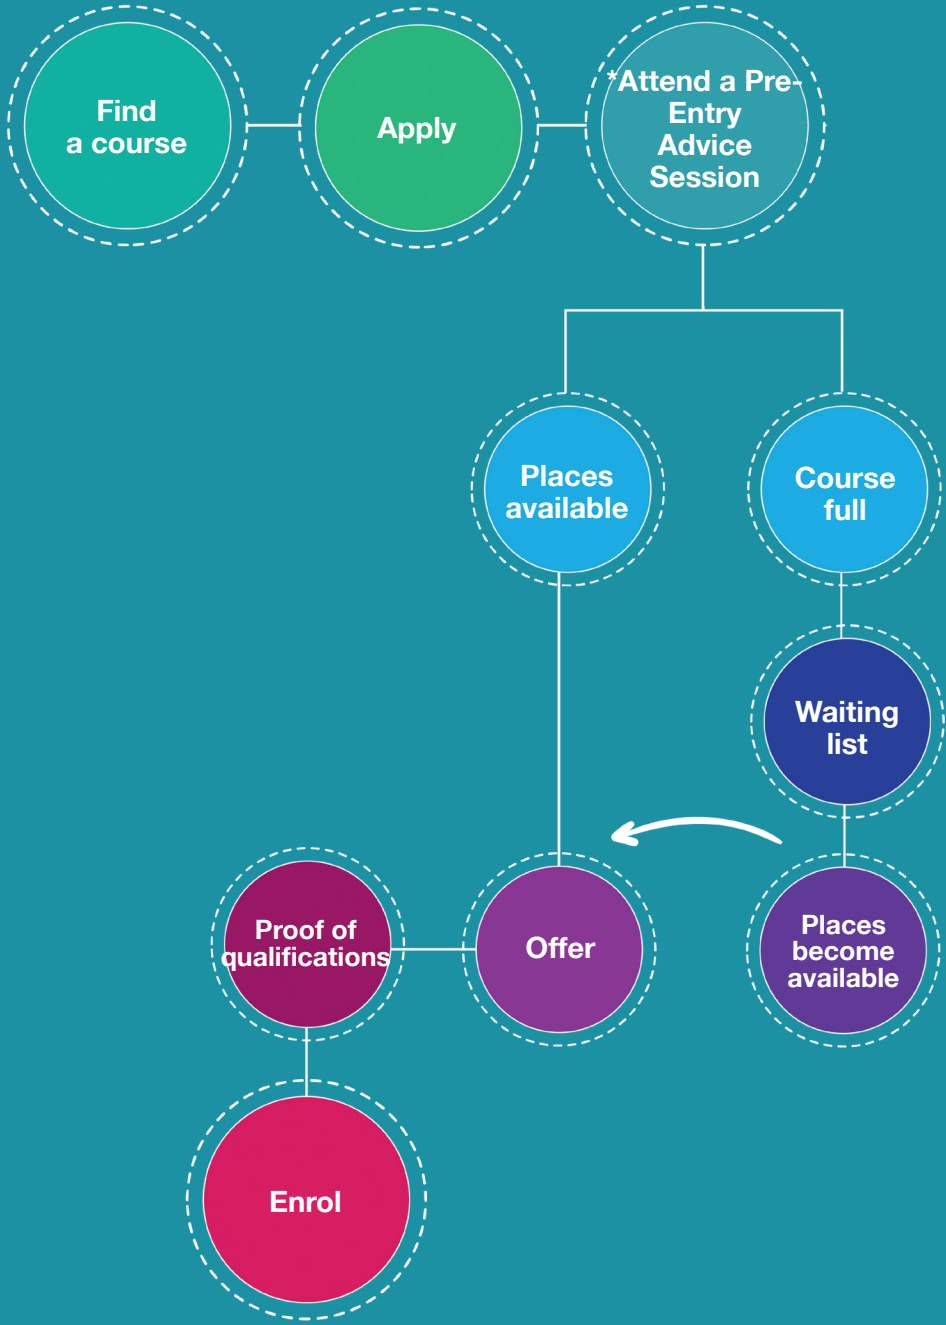 Find
a course
Apply
*Attend a Pre-
Entry
Advice
Session
Places
available
Course
full
Waiting
list
Proof of
qualifications
Offer
Places
become
available
Enrol